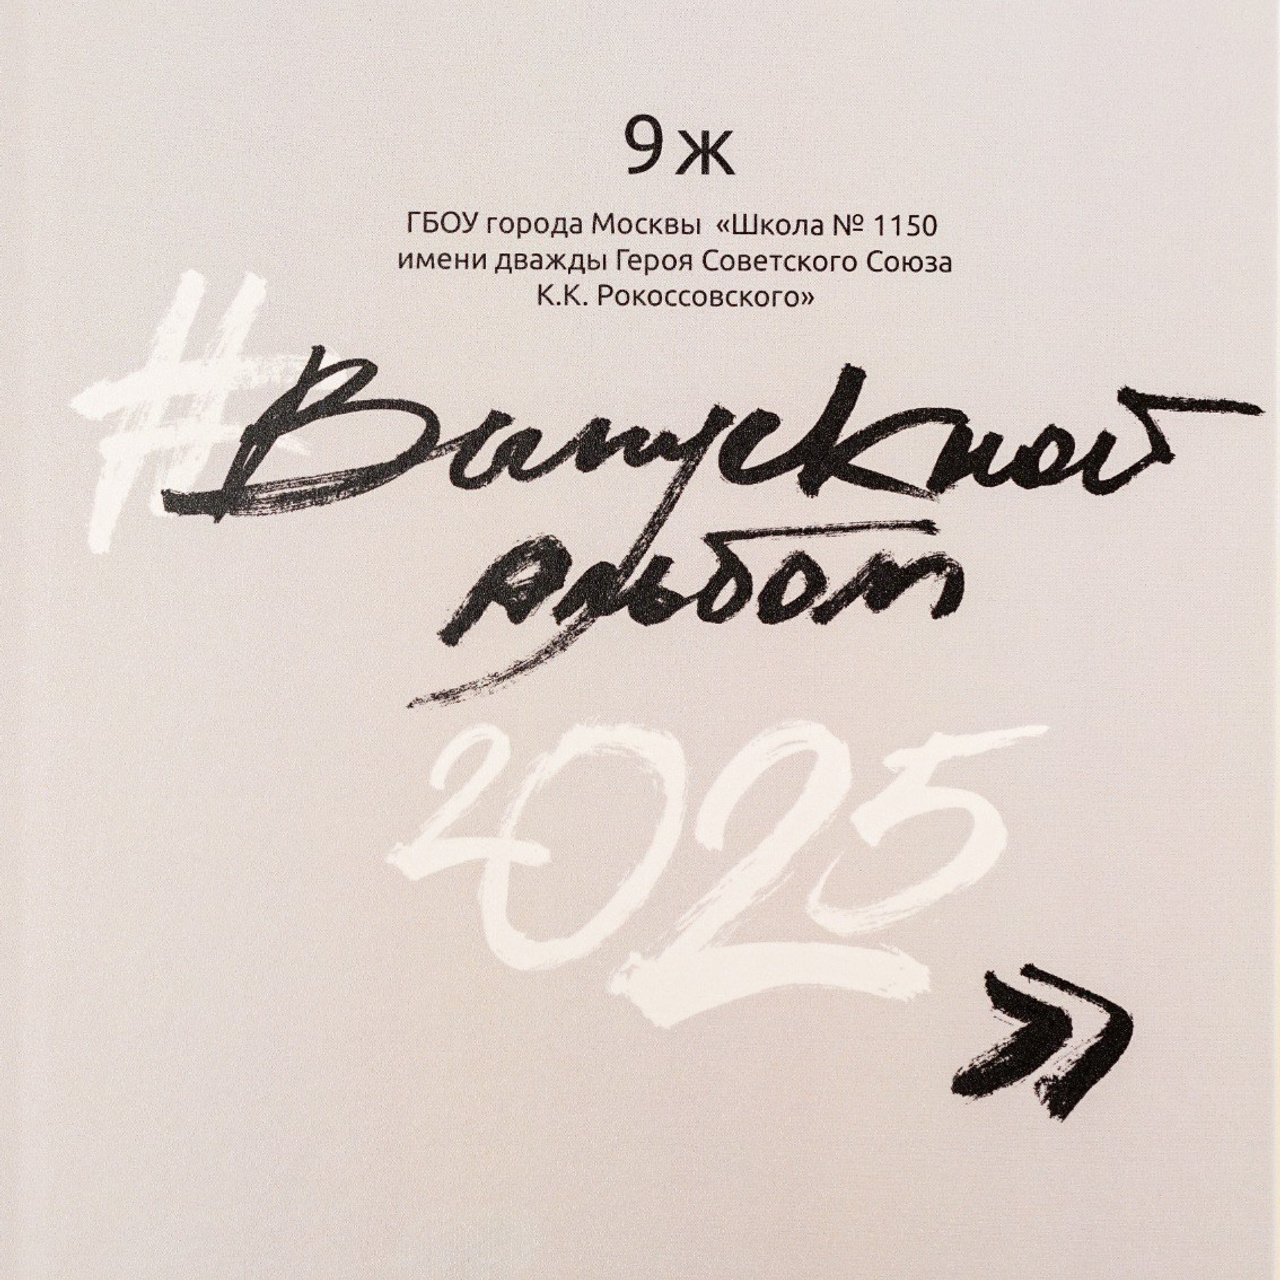 9 ж
ГБОУ города Москвы «Школа № 1150
имени дважды Героя Советского Союза
К.К. Рокоссовского»
#Выпускной
альбом
2025
»